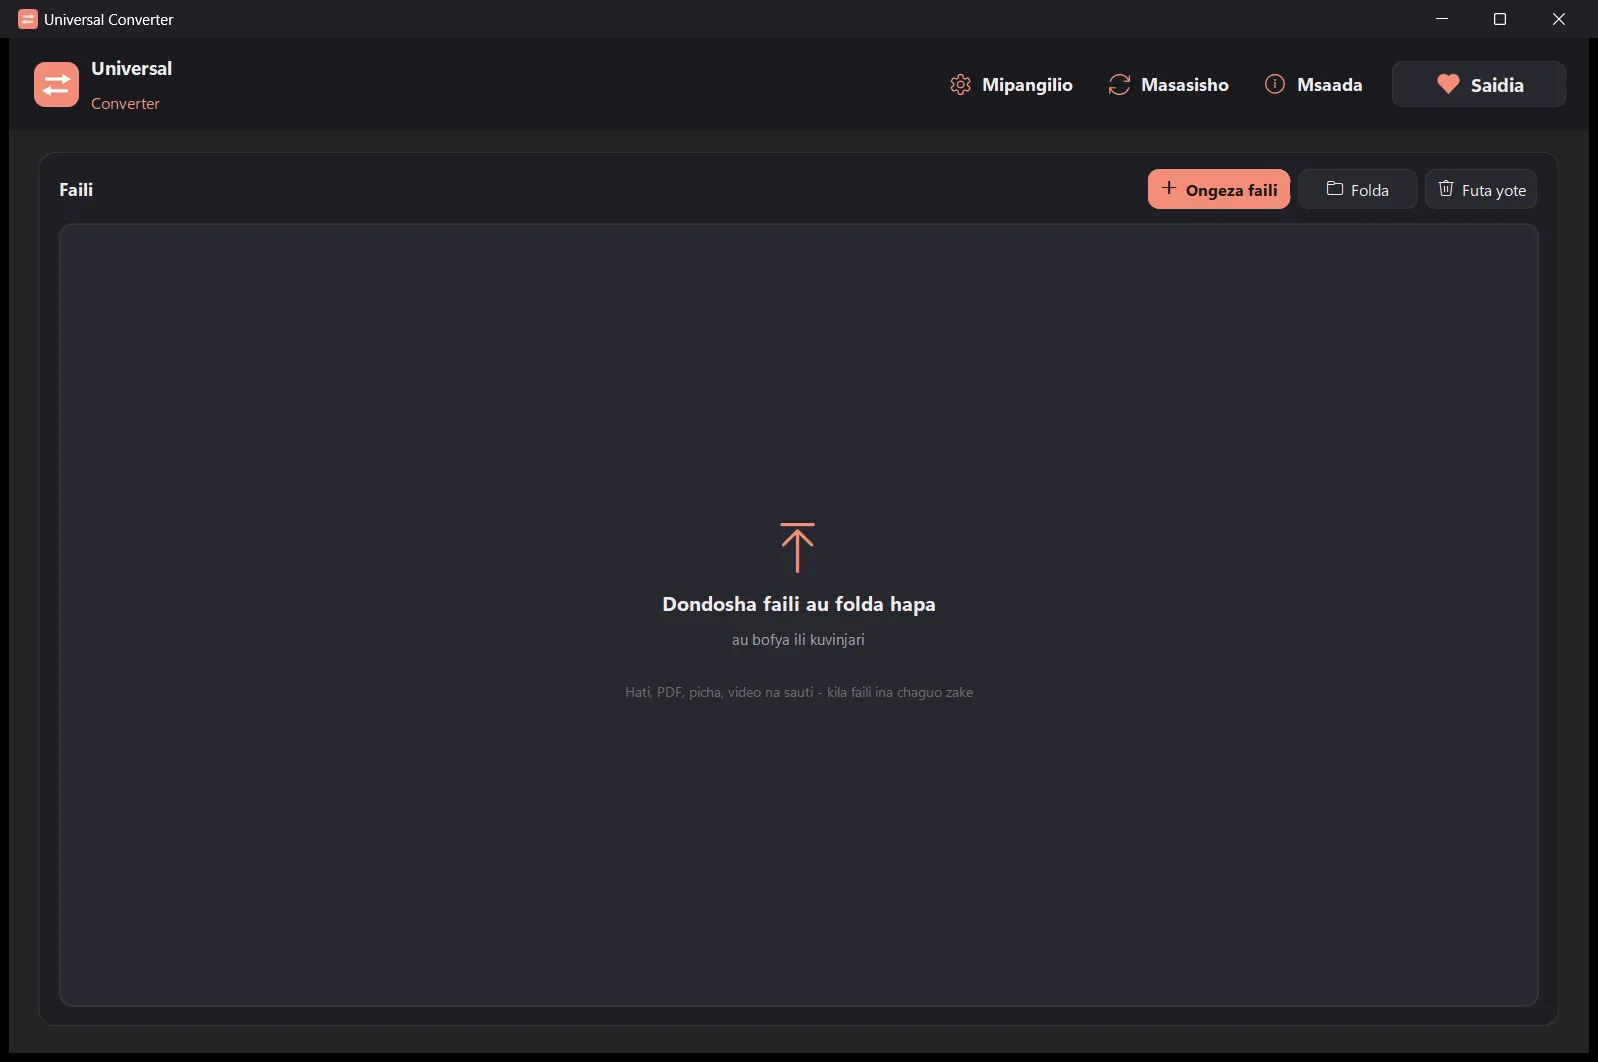 Universal Converter
Universal
Converter
Mipangilio
Masasisho
Msaada
Saidia
Faili
Ongeza faili
Folda
Futa yote
Dondosha faili au folda hapa
au bofya ili kuvinjari
Hati, PDF, picha, video na sauti - kila faili ina chaguo zake